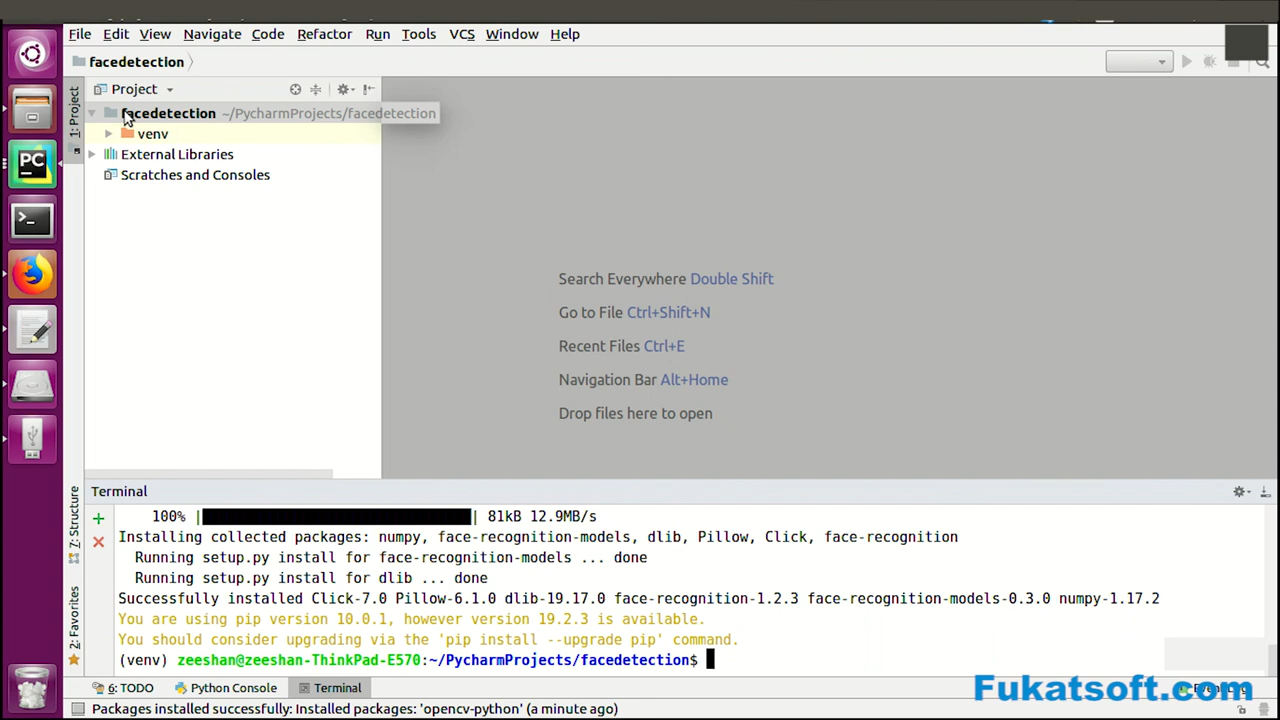 File Edit View Navigate Code Refactor Run Tools VCS Window Help
facedetection
1: Project
Project
facedetection ~/PycharmProjects/facedetection
venv
External Libraries
Scratches and Consoles
PC
Search Everywhere Double Shift
Go to File Ctrl+Shift+N
Recent Files Ctrl+E
Navigation Bar Alt+Home
Drop files here to open
7: Structure
2: Favorites
Terminal
100% | | 81kB 12.9MB/s
Installing collected packages: numpy, face-recognition-models, dlib, Pillow, Click, face-recognition
Running setup.py install for face-recognition-models ... done
Running setup.py install for dlib ... done
Successfully installed Click-7.0 Pillow-6.1.0 dlib-19.17.0 face-recognition-1.2.3 face-recognition-models-0.3.0 numpy-1.17.2
You are using pip version 10.0.1, however version 19.2.3 is available.
You should consider upgrading via the 'pip install --upgrade pip' command.
(venv) zeeshan@zeeshan-ThinkPad-E570:~/PycharmProjects/facedetection$
6: TODO Python Console Terminal
Fukatsoft.com
Packages installed successfully: Installed packages: 'opencv-python' (a minute ago)